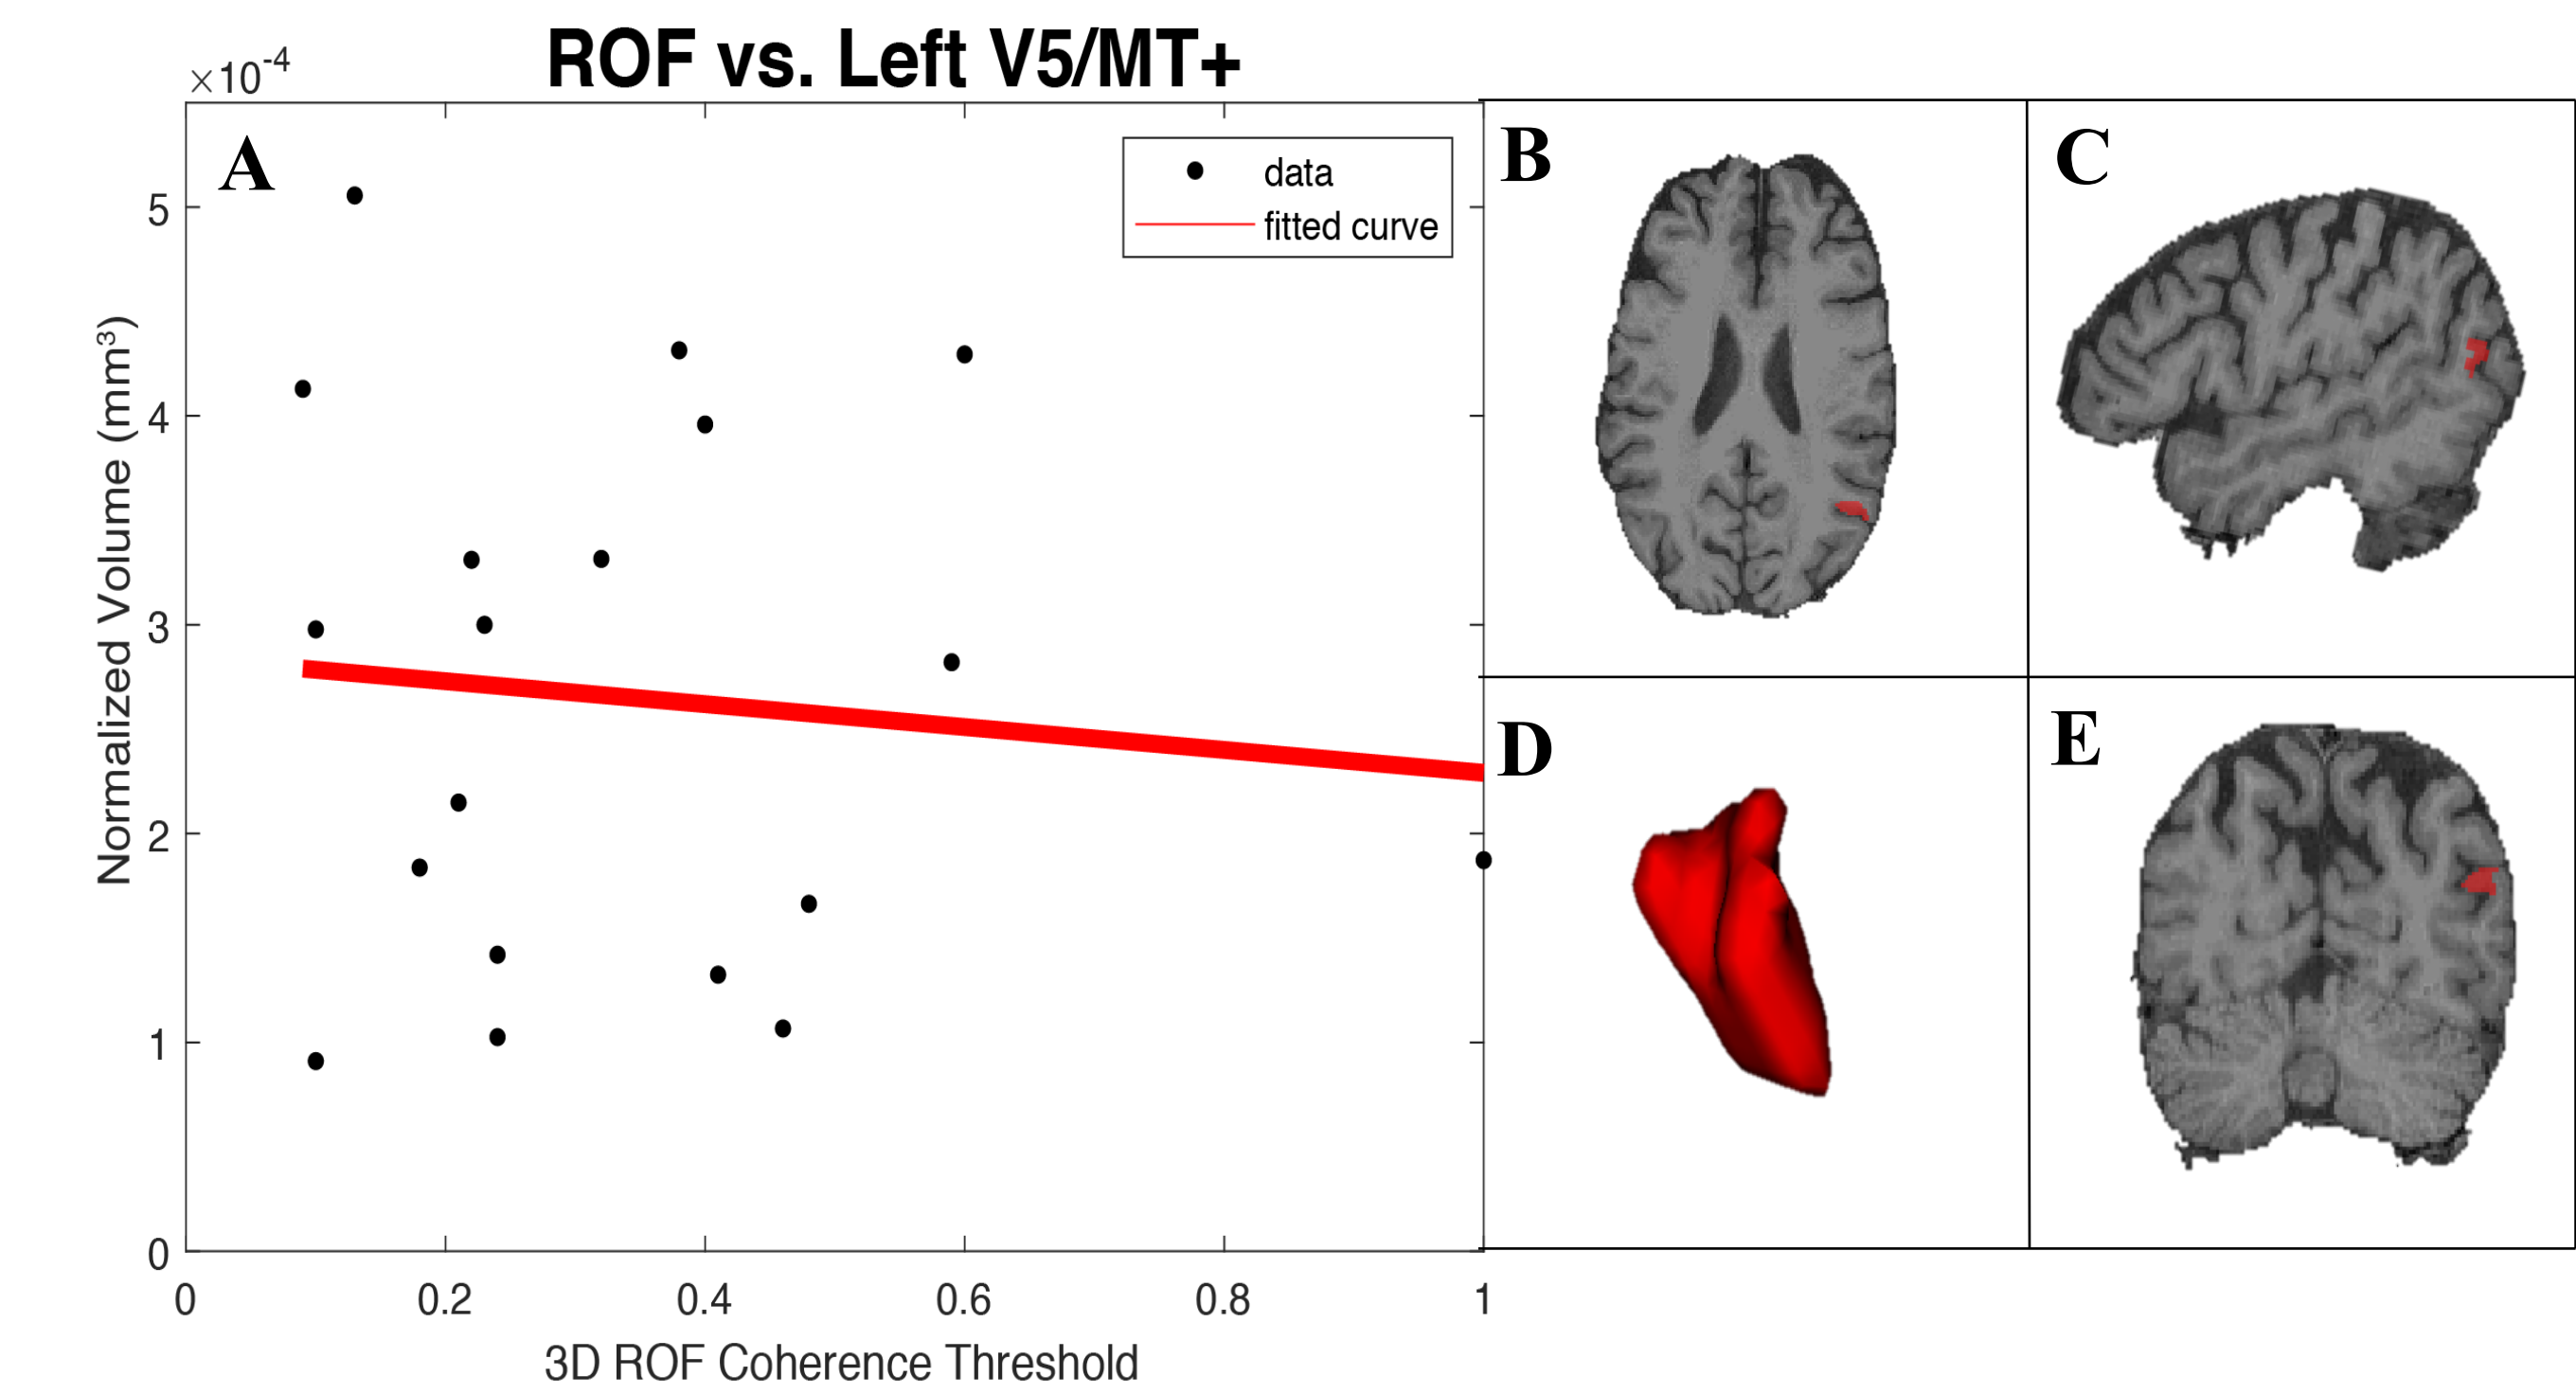 ROF vs. Left V5/MT+
×10⁻⁴
A
data
fitted curve
B
C
5
4
3
2
1
0
Normalized Volume (mm³)
D
E
0 0.2 0.4 0.6 0.8 1
3D ROF Coherence Threshold